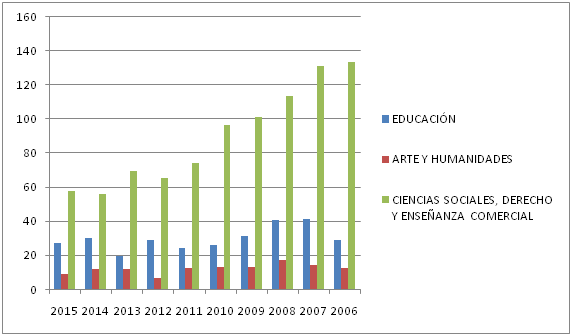 160
140
120
100
80
60
40
20
0
2015 2014 2013 2012 2011 2010 2009 2008 2007 2006
EDUCACIÓN
ARTE Y HUMANIDADES
CIENCIAS SOCIALES, DERECHO
Y ENSEÑANZA COMERCIAL